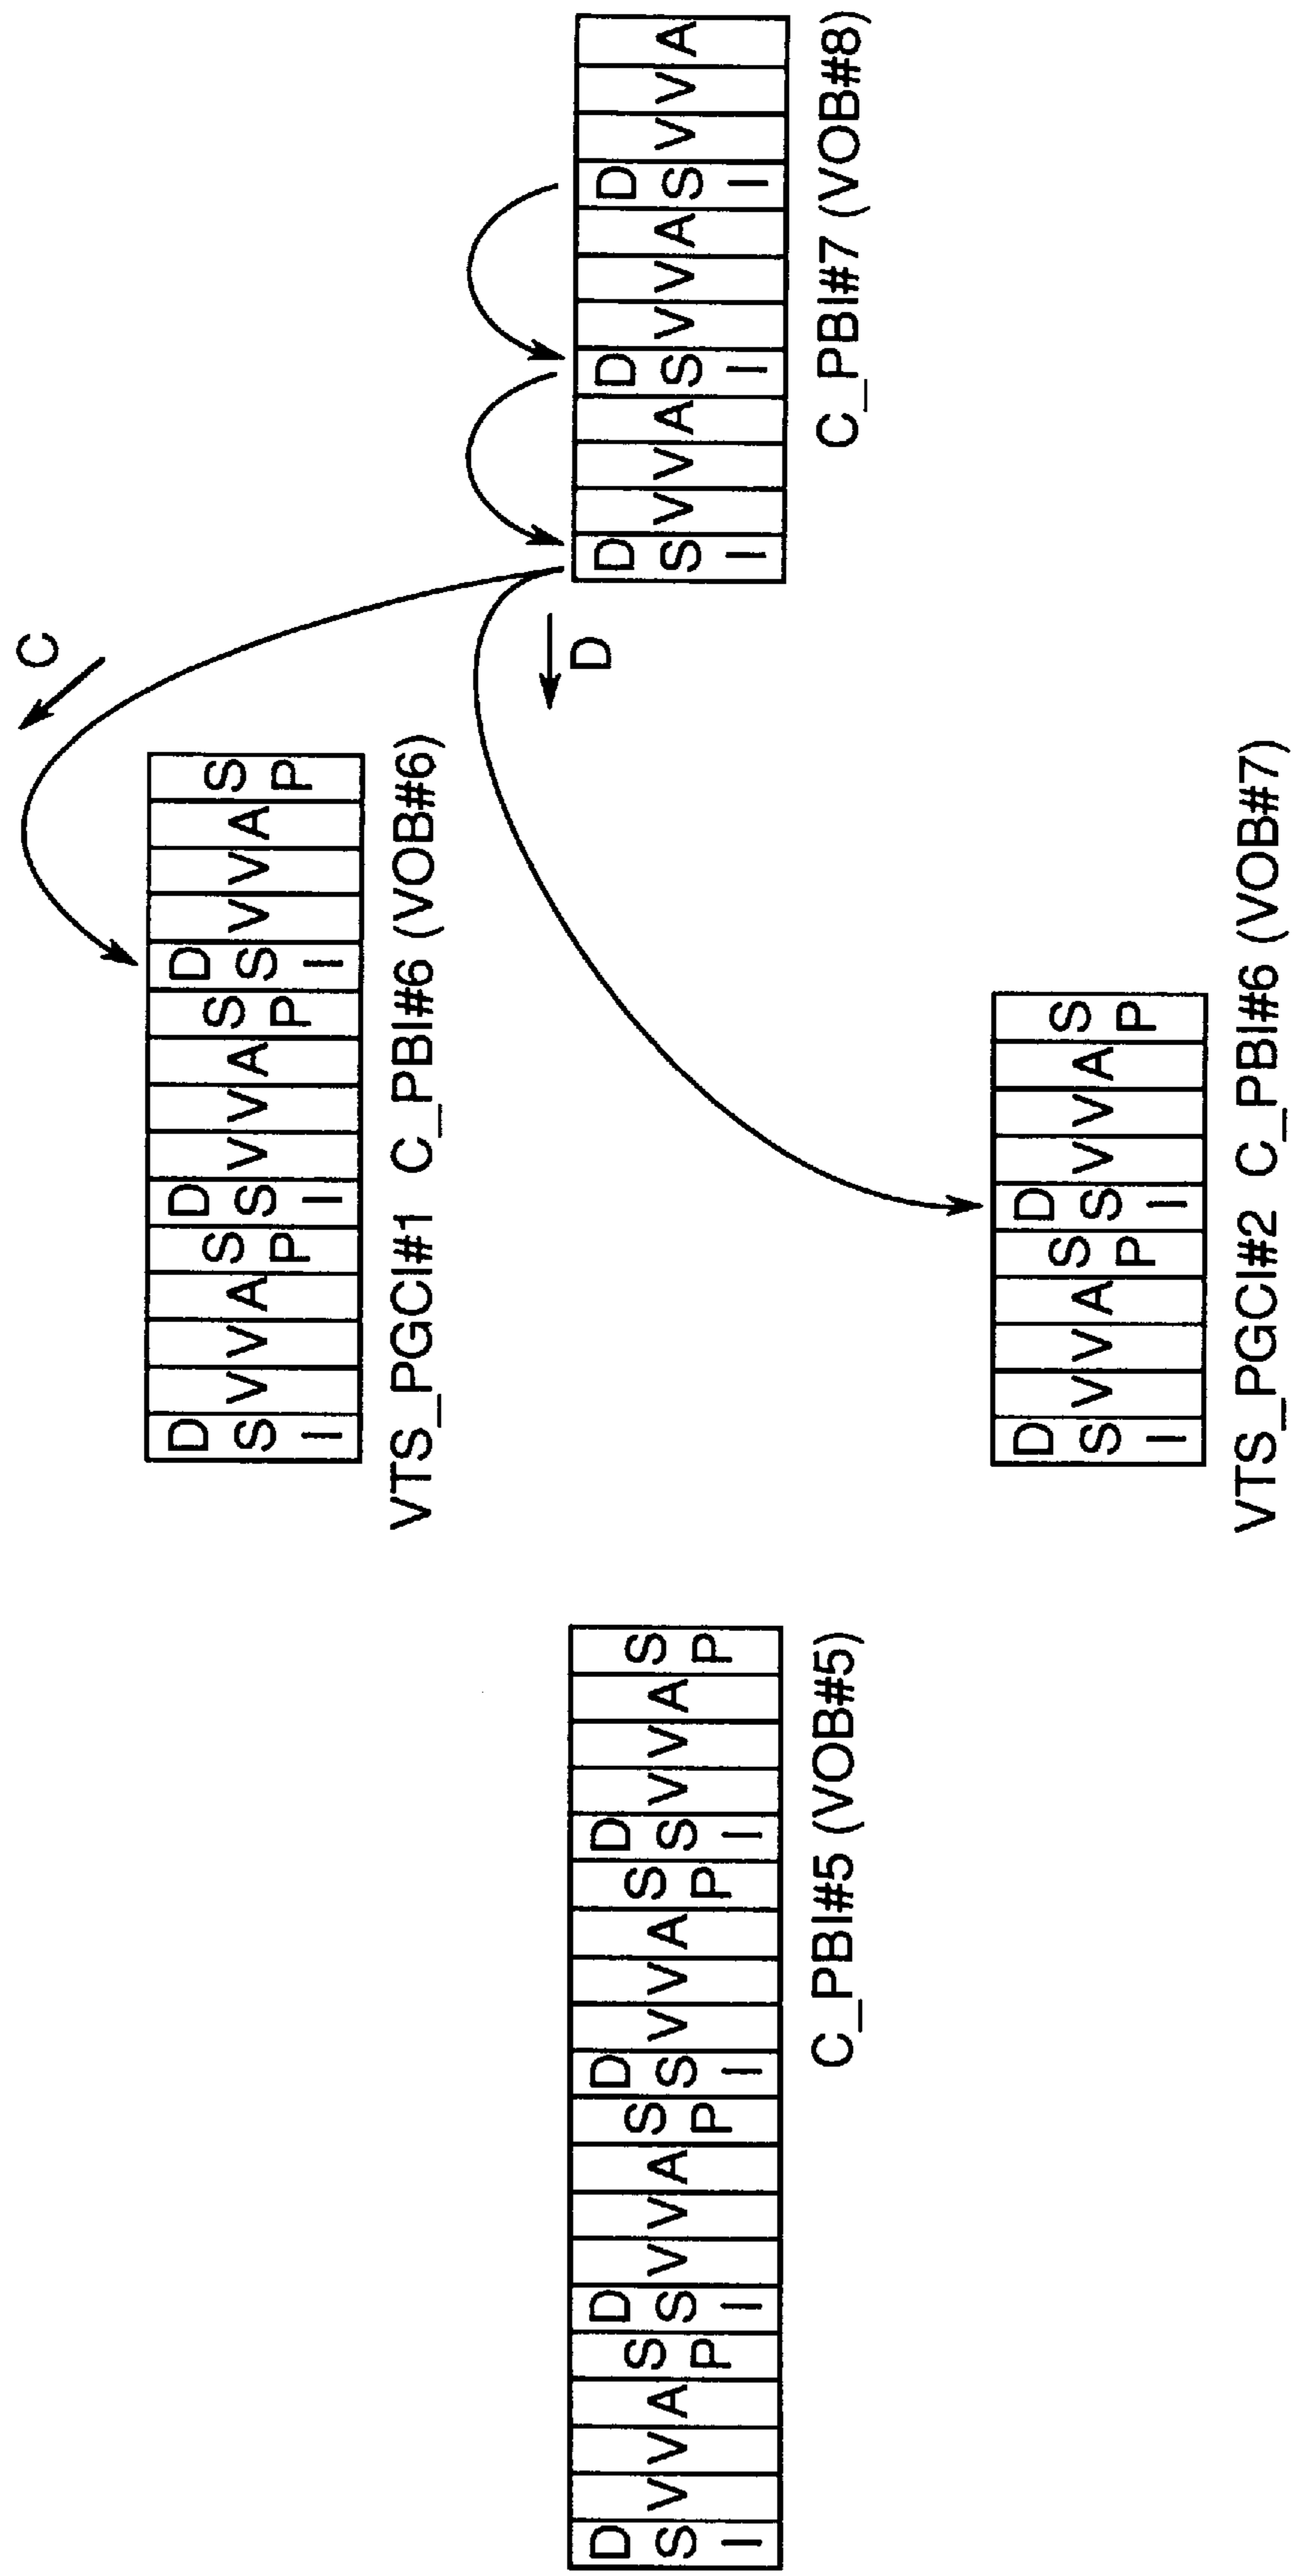 C
DSI V V A SP DSI V V A SP DSI V V A SP
VTS_PGCI#1 C_PBI#6 (VOB#6)
D
DSI V V A SP DSI V V A SP DSI V V A SP DSI V V A SP
C_PBI#5 (VOB#5)
DSI V V A DSI V V A DSI V V A
C_PBI#7 (VOB#8)
DSI V V A SP DSI V V A SP
VTS_PGCI#2 C_PBI#6 (VOB#7)